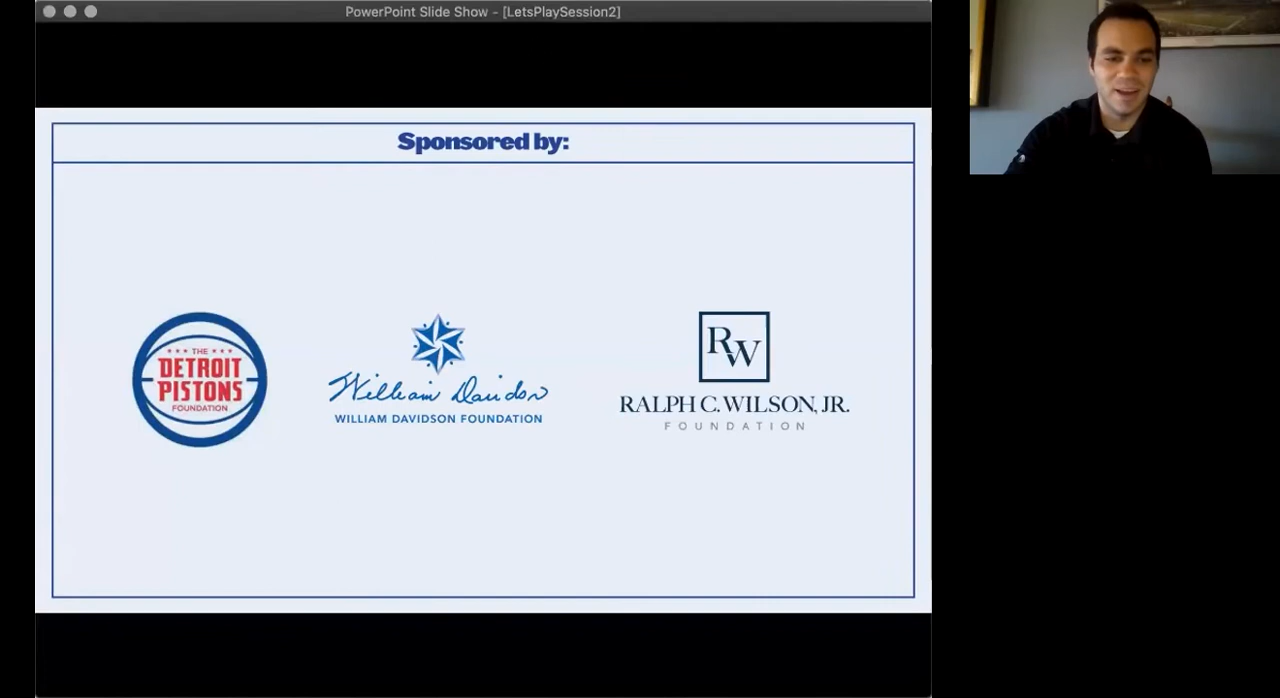 PowerPoint Slide Show - [LetsPlaySession2]
Sponsored by:
THE
DETROIT
PISTONS
FOUNDATION
William Davidson
WILLIAM DAVIDSON FOUNDATION
RW
RALPH C. WILSON, JR.
FOUNDATION